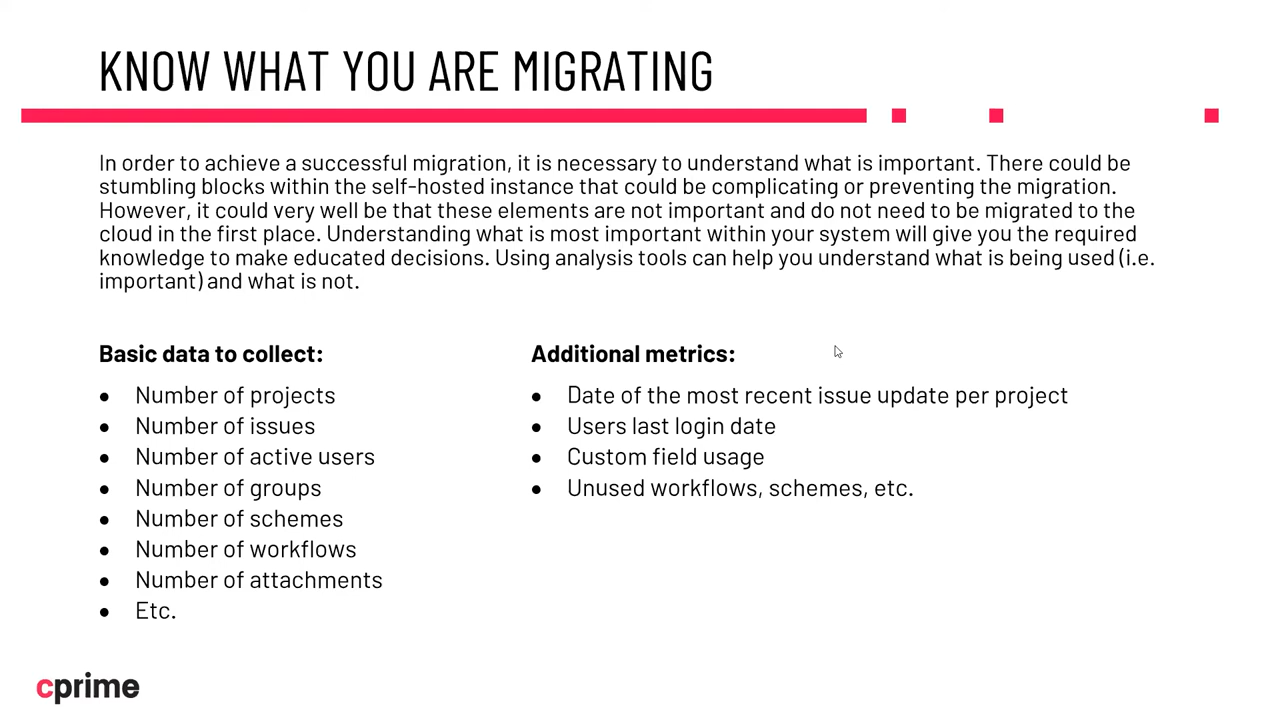 KNOW WHAT YOU ARE MIGRATING
In order to achieve a successful migration, it is necessary to understand what is important. There could be
stumbling blocks within the self-hosted instance that could be complicating or preventing the migration.
However, it could very well be that these elements are not important and do not need to be migrated to the
cloud in the first place. Understanding what is most important within your system will give you the required
knowledge to make educated decisions. Using analysis tools can help you understand what is being used (i.e.
important) and what is not.
Basic data to collect:
● Number of projects
● Number of issues
● Number of active users
● Number of groups
● Number of schemes
● Number of workflows
● Number of attachments
● Etc.
Additional metrics:
● Date of the most recent issue update per project
● Users last login date
● Custom field usage
● Unused workflows, schemes, etc.
cprime